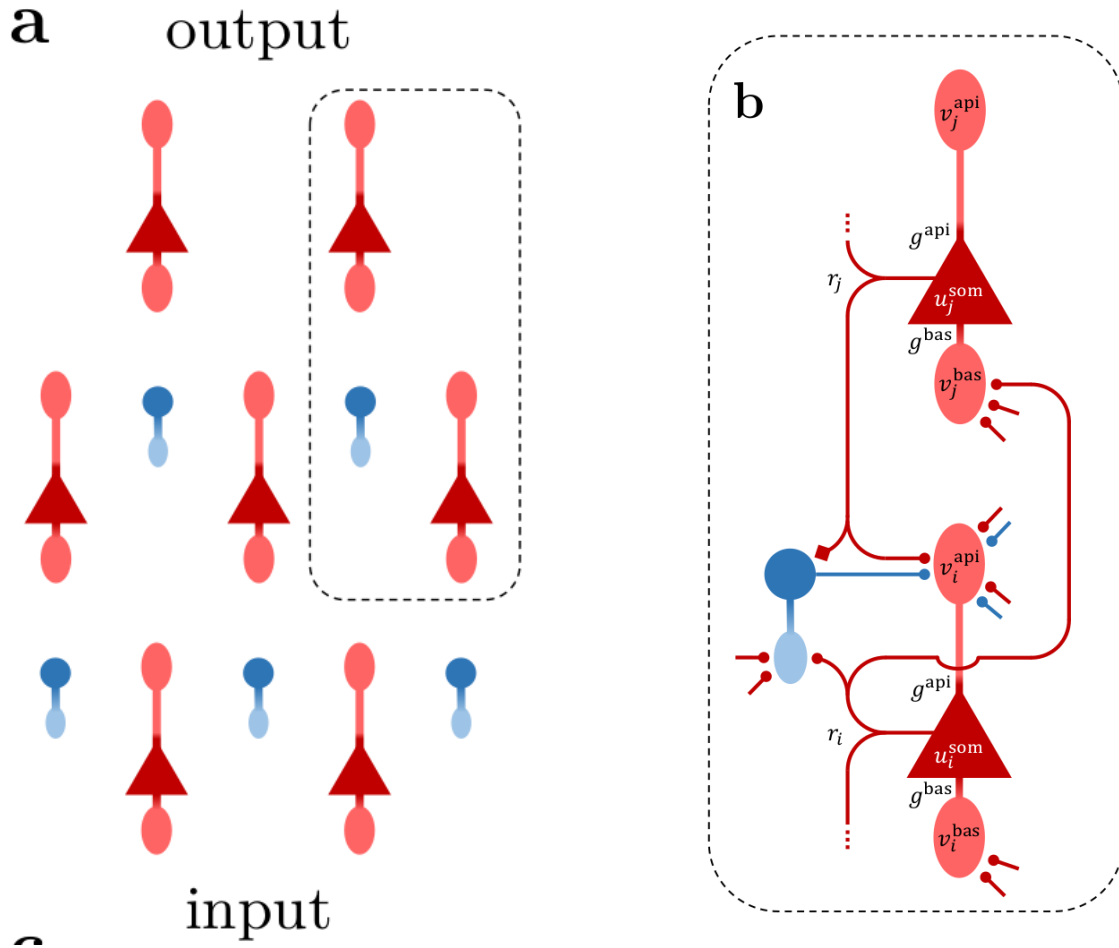 a
output
input
b
v_j^api
g^api
r_j
u_j^som
g^bas
v_j^bas
v_i^api
g^api
r_i
u_i^som
g^bas
v_i^bas